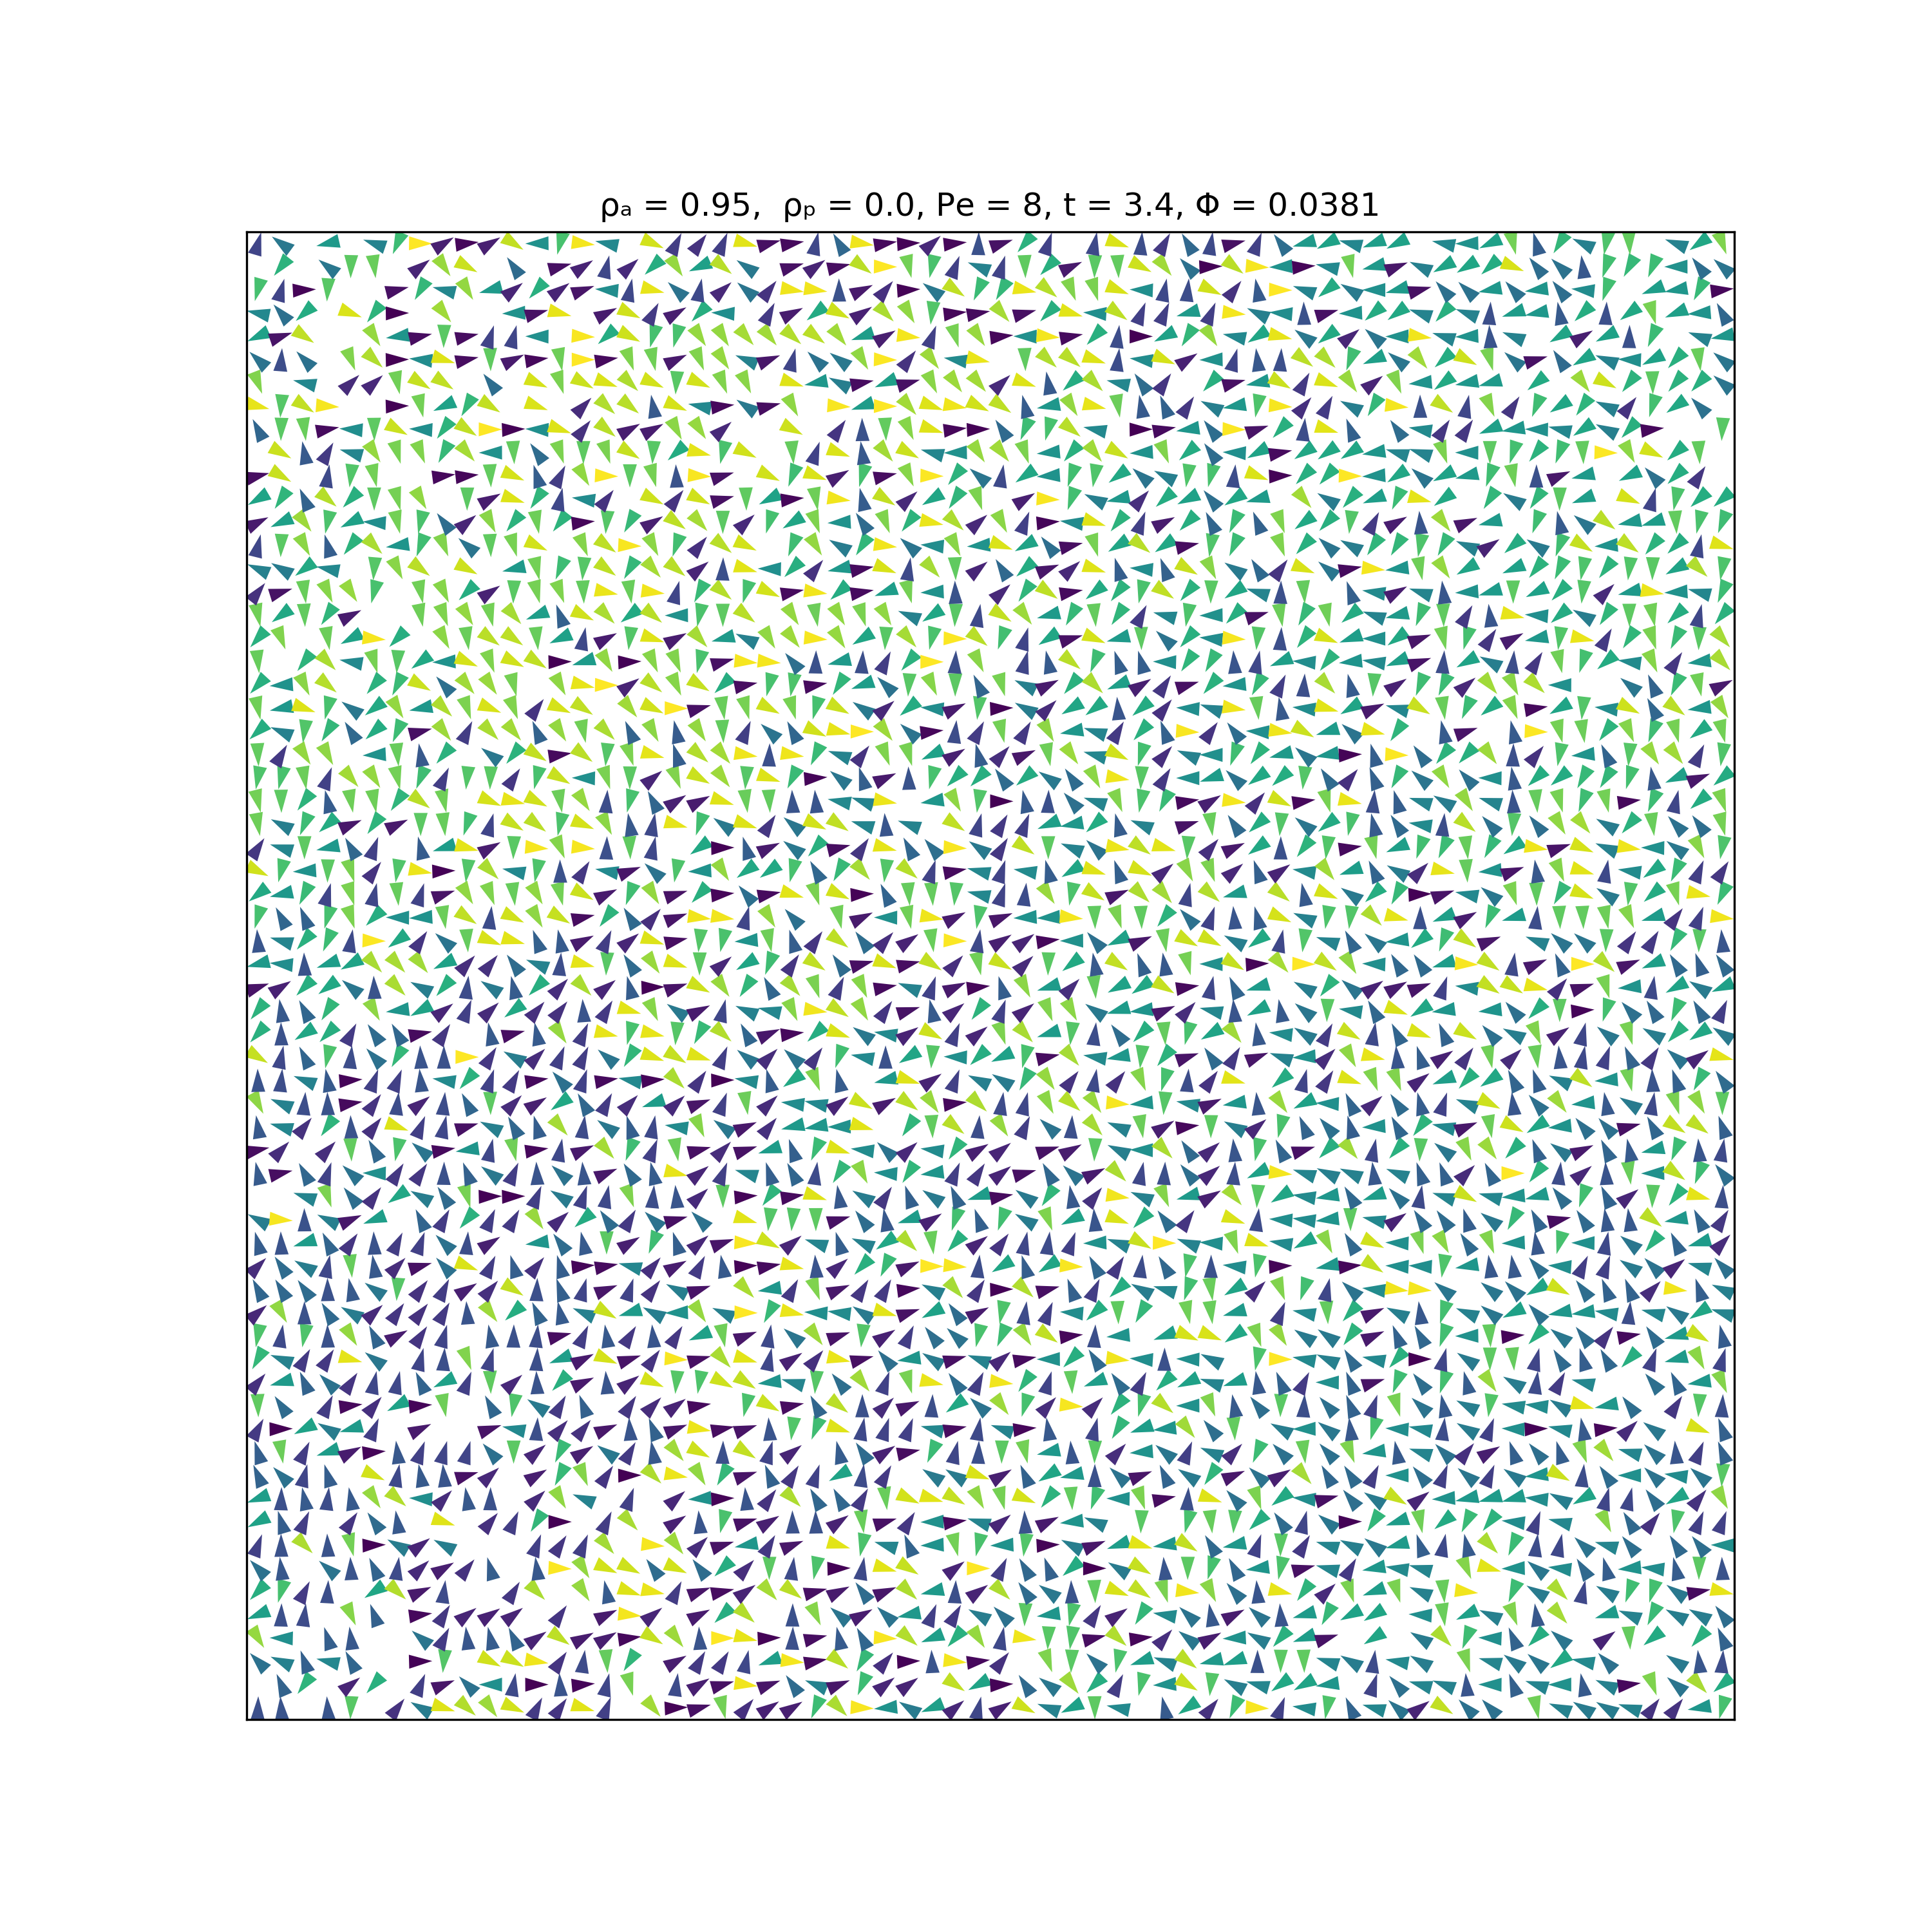 ρₐ = 0.95,  ρₚ = 0.0, Pe = 8, t = 3.4, Φ = 0.0381